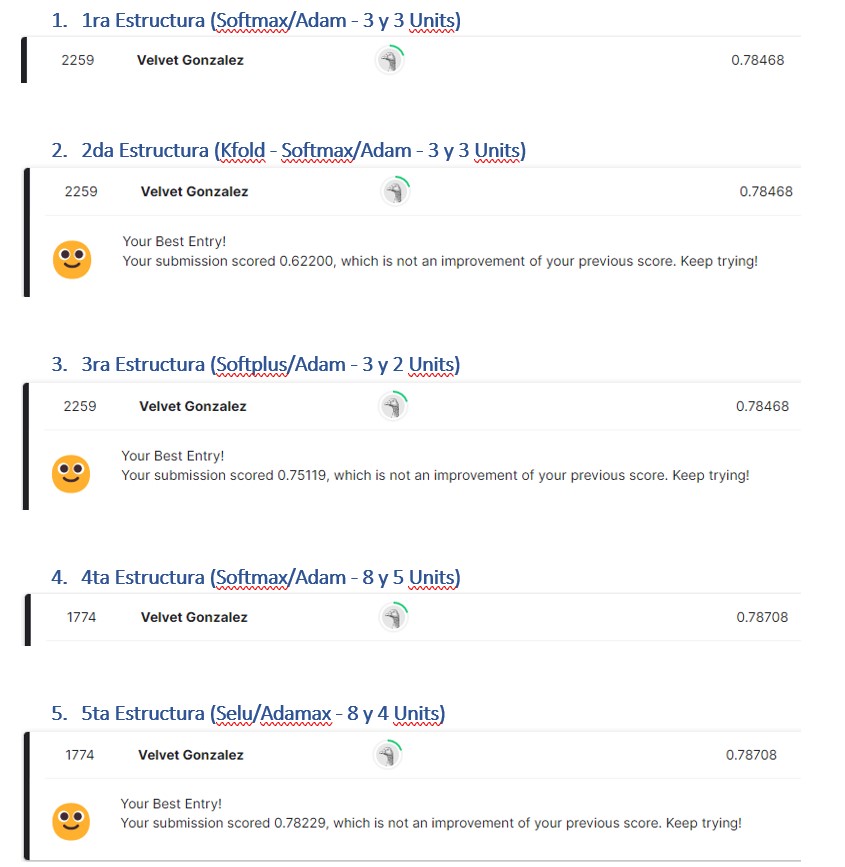 1. 1ra Estructura (Softmax/Adam - 3 y 3 Units)
2259 Velvet Gonzalez 0.78468
2. 2da Estructura (Kfold - Softmax/Adam - 3 y 3 Units)
2259 Velvet Gonzalez 0.78468
Your Best Entry!
Your submission scored 0.62200, which is not an improvement of your previous score. Keep trying!
3. 3ra Estructura (Softplus/Adam - 3 y 2 Units)
2259 Velvet Gonzalez 0.78468
Your Best Entry!
Your submission scored 0.75119, which is not an improvement of your previous score. Keep trying!
4. 4ta Estructura (Softmax/Adam - 8 y 5 Units)
1774 Velvet Gonzalez 0.78708
5. 5ta Estructura (Selu/Adamax - 8 y 4 Units)
1774 Velvet Gonzalez 0.78708
Your Best Entry!
Your submission scored 0.78229, which is not an improvement of your previous score. Keep trying!